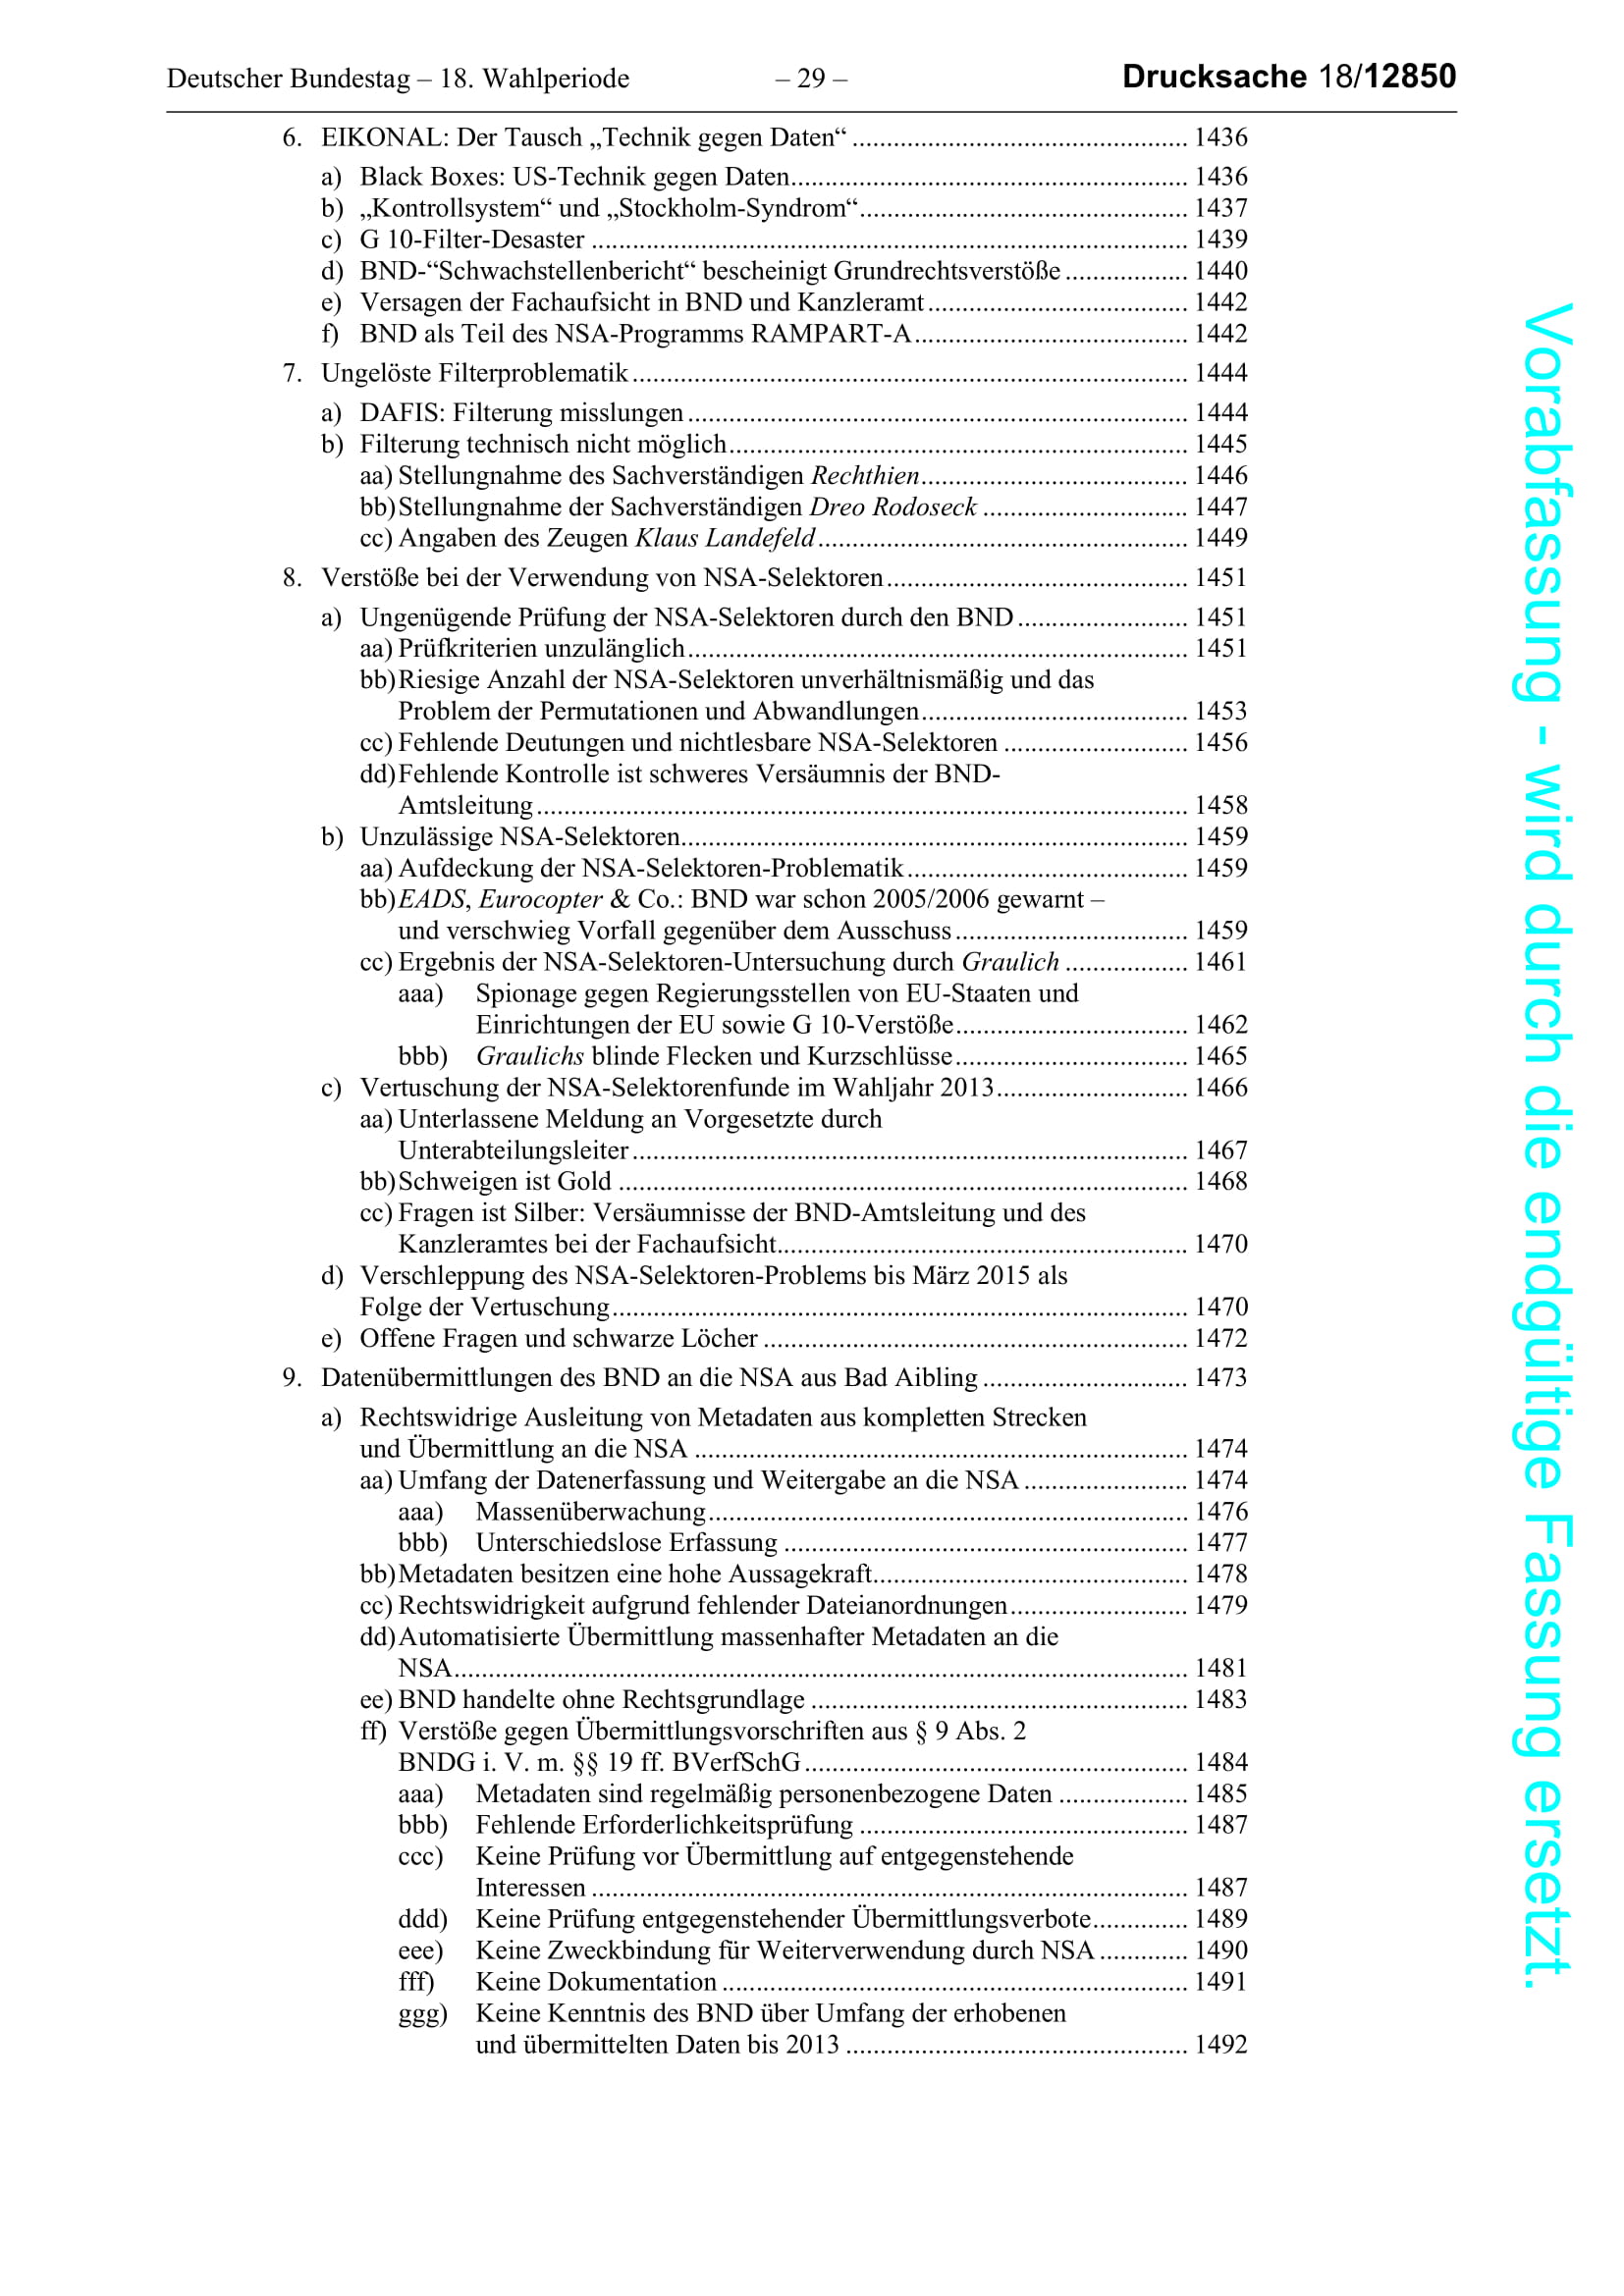 Deutscher Bundestag – 18. Wahlperiode – 29 – Drucksache 18/12850
6. EIKONAL: Der Tausch „Technik gegen Daten“ ................................................. 1436
a) Black Boxes: US-Technik gegen Daten.......................................................... 1436
b) „Kontrollsystem“ und „Stockholm-Syndrom“................................................ 1437
c) G 10-Filter-Desaster ....................................................................................... 1439
d) BND-“Schwachstellenbericht“ bescheinigt Grundrechtsverstöße .................. 1440
e) Versagen der Fachaufsicht in BND und Kanzleramt ...................................... 1442
f) BND als Teil des NSA-Programms RAMPART-A........................................ 1442
7. Ungelöste Filterproblematik ................................................................................. 1444
a) DAFIS: Filterung misslungen ......................................................................... 1444
b) Filterung technisch nicht möglich................................................................... 1445
aa) Stellungnahme des Sachverständigen Rechthien....................................... 1446
bb) Stellungnahme der Sachverständigen Dreo Rodoseck .............................. 1447
cc) Angaben des Zeugen Klaus Landefeld ...................................................... 1449
8. Verstöße bei der Verwendung von NSA-Selektoren ............................................ 1451
a) Ungenügende Prüfung der NSA-Selektoren durch den BND ......................... 1451
aa) Prüfkriterien unzulänglich ......................................................................... 1451
bb) Riesige Anzahl der NSA-Selektoren unverhältnismäßig und das
Problem der Permutationen und Abwandlungen....................................... 1453
cc) Fehlende Deutungen und nichtlesbare NSA-Selektoren ........................... 1456
dd) Fehlende Kontrolle ist schweres Versäumnis der BND-
Amtsleitung ............................................................................................... 1458
b) Unzulässige NSA-Selektoren.......................................................................... 1459
aa) Aufdeckung der NSA-Selektoren-Problematik ......................................... 1459
bb) EADS, Eurocopter & Co.: BND war schon 2005/2006 gewarnt –
und verschwieg Vorfall gegenüber dem Ausschuss .................................. 1459
cc) Ergebnis der NSA-Selektoren-Untersuchung durch Graulich .................. 1461
aaa) Spionage gegen Regierungsstellen von EU-Staaten und
Einrichtungen der EU sowie G 10-Verstöße.................................. 1462
bbb) Graulichs blinde Flecken und Kurzschlüsse.................................. 1465
c) Vertuschung der NSA-Selektorenfunde im Wahljahr 2013............................ 1466
aa) Unterlassene Meldung an Vorgesetzte durch
Unterabteilungsleiter ................................................................................. 1467
bb) Schweigen ist Gold ................................................................................... 1468
cc) Fragen ist Silber: Versäumnisse der BND-Amtsleitung und des
Kanzleramtes bei der Fachaufsicht............................................................ 1470
d) Verschleppung des NSA-Selektoren-Problems bis März 2015 als
Folge der Vertuschung.................................................................................... 1470
e) Offene Fragen und schwarze Löcher .............................................................. 1472
9. Datenübermittlungen des BND an die NSA aus Bad Aibling .............................. 1473
a) Rechtswidrige Ausleitung von Metadaten aus kompletten Strecken
und Übermittlung an die NSA ........................................................................ 1474
aa) Umfang der Datenerfassung und Weitergabe an die NSA ........................ 1474
aaa) Massenüberwachung...................................................................... 1476
bbb) Unterschiedslose Erfassung ........................................................... 1477
bb) Metadaten besitzen eine hohe Aussagekraft.............................................. 1478
cc) Rechtswidrigkeit aufgrund fehlender Dateianordnungen.......................... 1479
dd) Automatisierte Übermittlung massenhafter Metadaten an die
NSA........................................................................................................... 1481
ee) BND handelte ohne Rechtsgrundlage ....................................................... 1483
ff) Verstöße gegen Übermittlungsvorschriften aus § 9 Abs. 2
BNDG i. V. m. §§ 19 ff. BVerfSchG ........................................................ 1484
aaa) Metadaten sind regelmäßig personenbezogene Daten ................... 1485
bbb) Fehlende Erforderlichkeitsprüfung ................................................ 1487
ccc) Keine Prüfung vor Übermittlung auf entgegenstehende
Interessen ....................................................................................... 1487
ddd) Keine Prüfung entgegenstehender Übermittlungsverbote.............. 1489
eee) Keine Zweckbindung für Weiterverwendung durch NSA ............. 1490
fff) Keine Dokumentation .................................................................... 1491
ggg) Keine Kenntnis des BND über Umfang der erhobenen
und übermittelten Daten bis 2013 .................................................. 1492
Vorabfassung - wird durch die endgültige Fassung ersetzt.